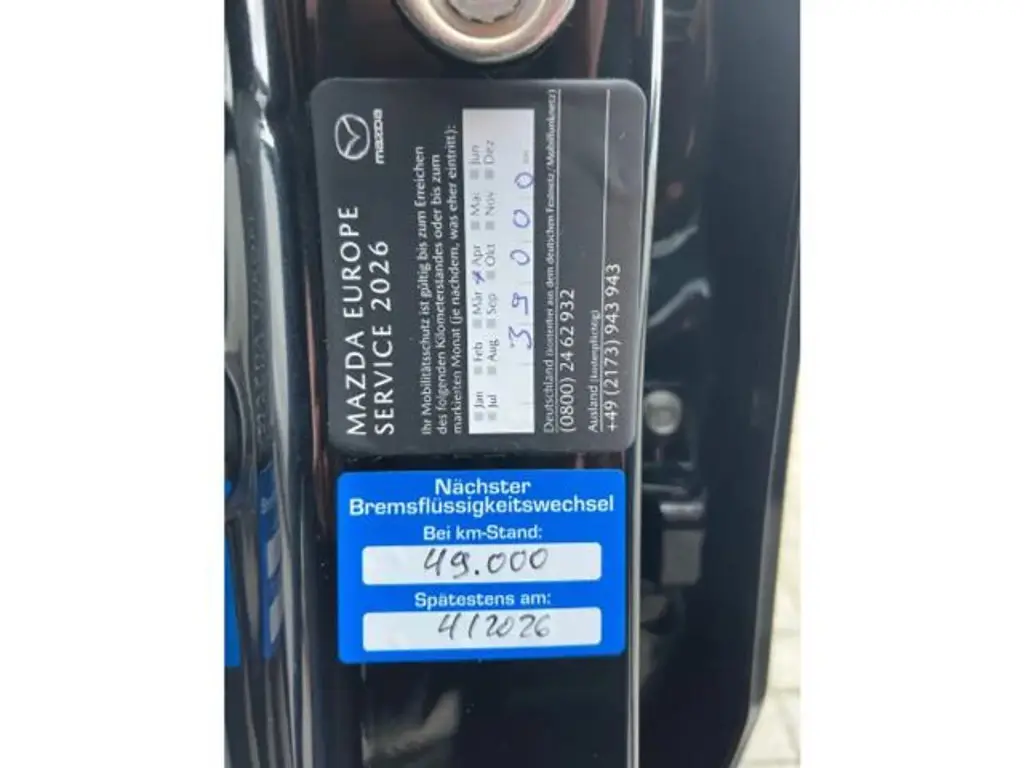 mazda
MAZDA EUROPE
SERVICE 2026
Ihr Mobilitätsschutz ist gültig bis zum Erreichen
des folgenden Kilometerstandes oder bis zum
markierten Monat (je nachdem, was eher eintritt):
Jan Feb Mär Apr Mai Jun
Jul Aug Sep Okt Nov Dez
39000 km
Deutschland (kostenfrei aus dem deutschen Festnetz/Mobilfunknetz)
(0800) 24 62 932
Ausland (kostenpflichtig)
+49 (2173) 943 943
Nächster
Bremsflüssigkeitswechsel
Bei km-Stand:
49.000
Spätestens am:
4/2026